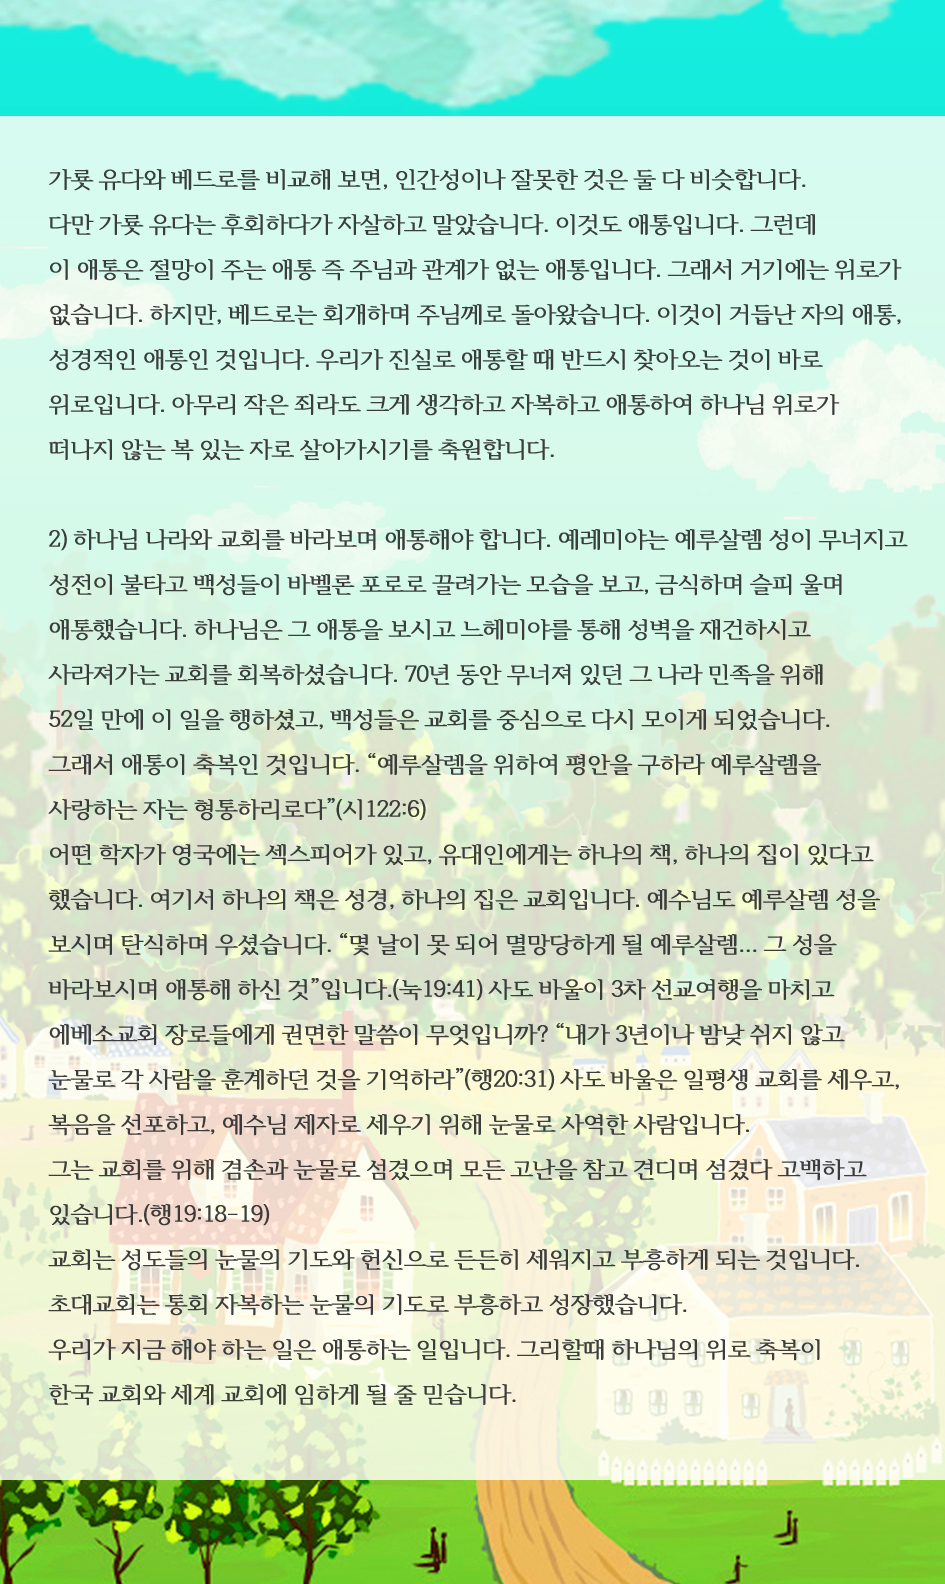 가룟 유다와 베드로를 비교해 보면, 인간성이나 잘못한 것은 둘 다 비슷합니다.
다만 가룟 유다는 후회하다가 자살하고 말았습니다. 이것도 애통입니다. 그런데
이 애통은 절망이 주는 애통 즉 주님과 관계가 없는 애통입니다. 그래서 거기에는 위로가
없습니다. 하지만, 베드로는 회개하며 주님께로 돌아왔습니다. 이것이 거듭난 자의 애통,
성경적인 애통인 것입니다. 우리가 진실로 애통할 때 반드시 찾아오는 것이 바로
위로입니다. 아무리 작은 죄라도 크게 생각하고 자복하고 애통하여 하나님 위로가
떠나지 않는 복 있는 자로 살아가시기를 축원합니다.
2) 하나님 나라와 교회를 바라보며 애통해야 합니다. 예레미야는 예루살렘 성이 무너지고
성전이 불타고 백성들이 바벨론 포로로 끌려가는 모습을 보고, 금식하며 슬피 울며
애통했습니다. 하나님은 그 애통을 보시고 느헤미야를 통해 성벽을 재건하시고
사라져가는 교회를 회복하셨습니다. 70년 동안 무너져 있던 그 나라 민족을 위해
52일 만에 이 일을 행하셨고, 백성들은 교회를 중심으로 다시 모이게 되었습니다.
그래서 애통이 축복인 것입니다. “예루살렘을 위하여 평안을 구하라 예루살렘을
사랑하는 자는 형통하리로다”(시122:6)
어떤 학자가 영국에는 섹스피어가 있고, 유대인에게는 하나의 책, 하나의 집이 있다고
했습니다. 여기서 하나의 책은 성경, 하나의 집은 교회입니다. 예수님도 예루살렘 성을
보시며 탄식하며 우셨습니다. “몇 날이 못 되어 멸망당하게 될 예루살렘... 그 성을
바라보시며 애통해 하신 것”입니다.(눅19:41) 사도 바울이 3차 선교여행을 마치고
에베소교회 장로들에게 권면한 말씀이 무엇입니까? “내가 3년이나 밤낮 쉬지 않고
눈물로 각 사람을 훈계하던 것을 기억하라”(행20:31) 사도 바울은 일평생 교회를 세우고,
복음을 선포하고, 예수님 제자로 세우기 위해 눈물로 사역한 사람입니다.
그는 교회를 위해 겸손과 눈물로 섬겼으며 모든 고난을 참고 견디며 섬겼다 고백하고
있습니다.(행19:18-19)
교회는 성도들의 눈물의 기도와 헌신으로 든든히 세워지고 부흥하게 되는 것입니다.
초대교회는 통회 자복하는 눈물의 기도로 부흥하고 성장했습니다.
우리가 지금 해야 하는 일은 애통하는 일입니다. 그리할때 하나님의 위로 축복이
한국 교회와 세계 교회에 임하게 될 줄 믿습니다.